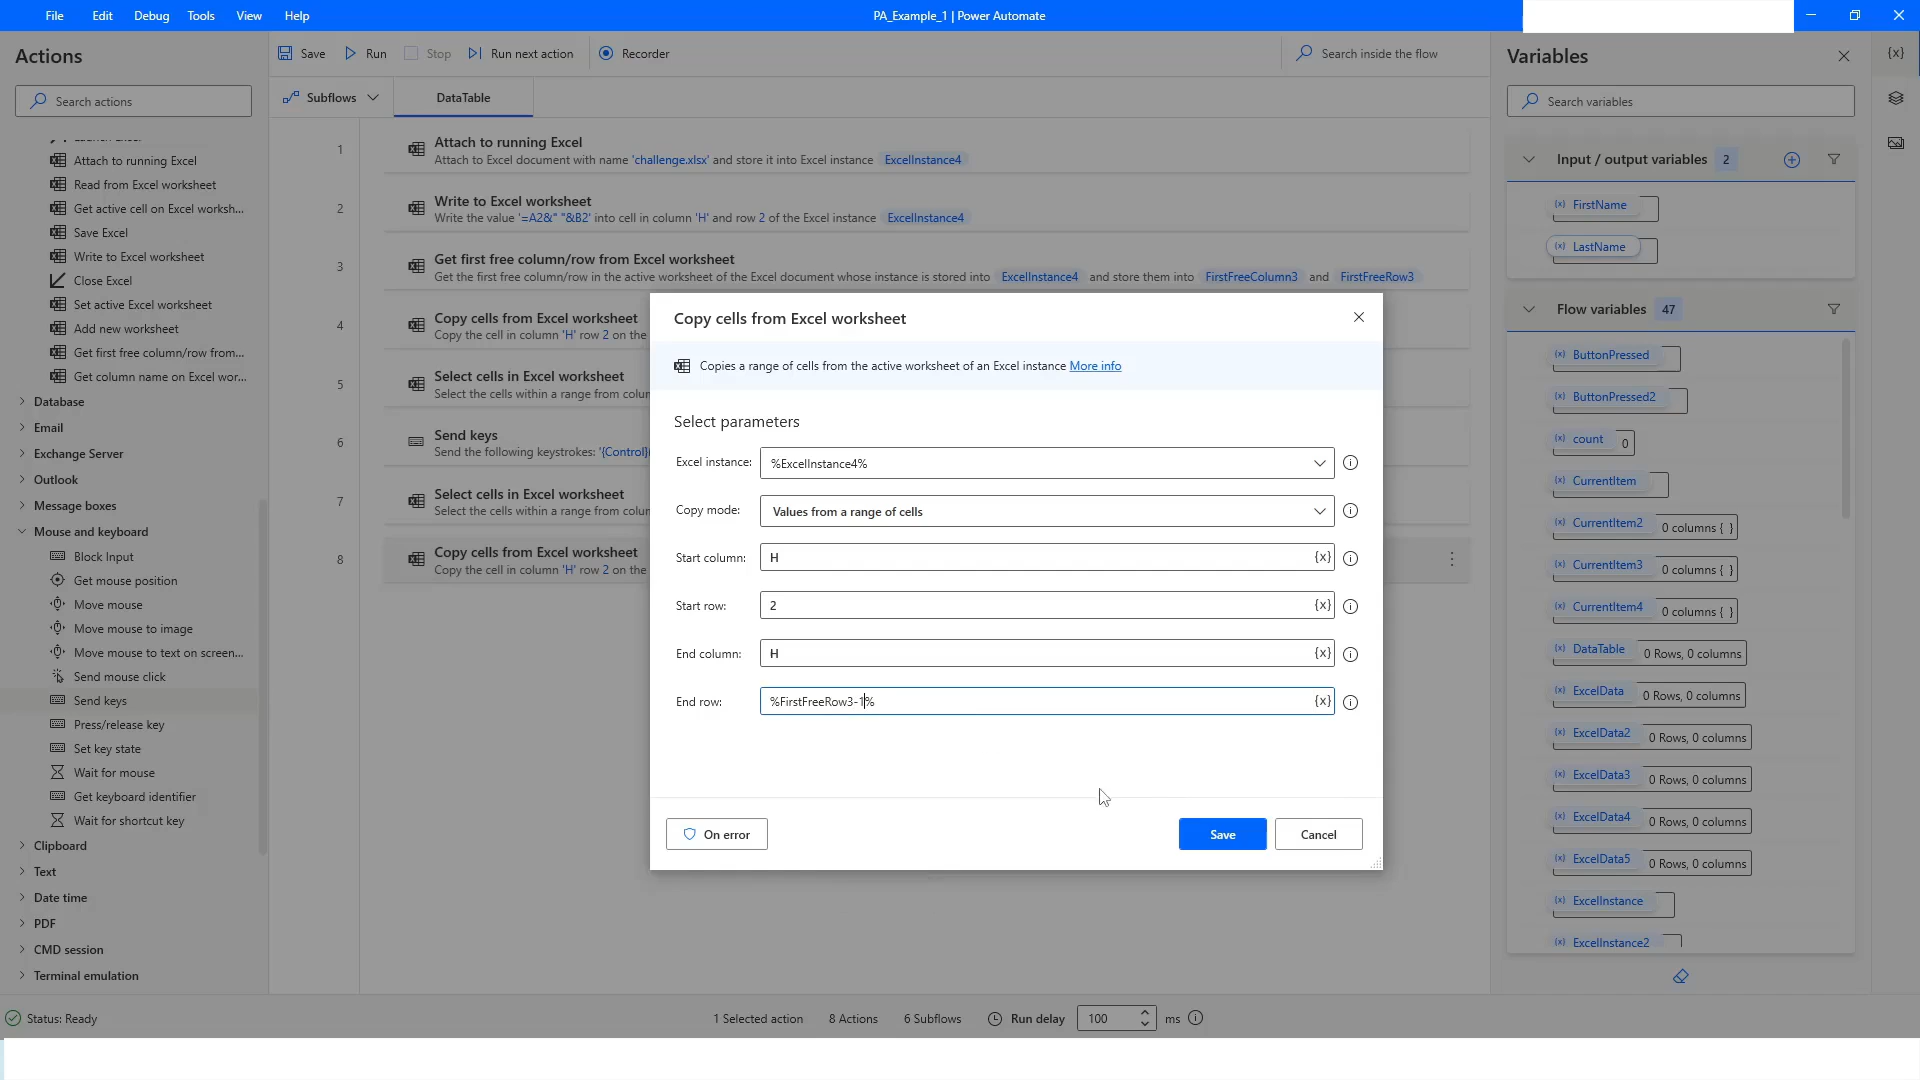 File Edit Debug Tools View Help
PA_Example_1 | Power Automate
Actions
Search actions
Attach to running Excel
Read from Excel worksheet
Get active cell on Excel worksh...
Save Excel
Write to Excel worksheet
Close Excel
Set active Excel worksheet
Add new worksheet
Get first free column/row from...
Get column name on Excel wor...
Database
Email
Exchange Server
Outlook
Message boxes
Mouse and keyboard
Block Input
Get mouse position
Move mouse
Move mouse to image
Move mouse to text on screen...
Send mouse click
Send keys
Press/release key
Set key state
Wait for mouse
Get keyboard identifier
Wait for shortcut key
Clipboard
Text
Date time
PDF
CMD session
Terminal emulation
Save Run Stop Run next action Recorder
Search inside the flow
Subflows DataTable
1 Attach to running Excel
Attach to Excel document with name 'challenge.xlsx' and store it into Excel instance ExcelInstance4
2 Write to Excel worksheet
Write the value '=A2&" "&B2' into cell in column 'H' and row 2 of the Excel instance ExcelInstance4
3 Get first free column/row from Excel worksheet
Get the first free column/row in the active worksheet of the Excel document whose instance is stored into ExcelInstance4 and store them into FirstFreeColumn3 and FirstFreeRow3
4 Copy cells from Excel worksheet
Copy the cell in column 'H' row 2 on the
5 Select cells in Excel worksheet
Select the cells within a range from colun
6 Send keys
Send the following keystrokes: '{Control}(
7 Select cells in Excel worksheet
Select the cells within a range from colun
8 Copy cells from Excel worksheet
Copy the cell in column 'H' row 2 on the
Copy cells from Excel worksheet
Copies a range of cells from the active worksheet of an Excel instance More info
Select parameters
Excel instance: %ExcelInstance4%
Copy mode: Values from a range of cells
Start column: H {x}
Start row: 2 {x}
End column: H {x}
End row: %FirstFreeRow3-1% {x}
On error Save Cancel
Variables
{x}
Search variables
Input / output variables 2
(x) FirstName
(x) LastName
Flow variables 47
(x) ButtonPressed
(x) ButtonPressed2
(x) count 0
(x) CurrentItem
(x) CurrentItem2 0 columns { }
(x) CurrentItem3 0 columns { }
(x) CurrentItem4 0 columns { }
(x) DataTable 0 Rows, 0 columns
(x) ExcelData 0 Rows, 0 columns
(x) ExcelData2 0 Rows, 0 columns
(x) ExcelData3 0 Rows, 0 columns
(x) ExcelData4 0 Rows, 0 columns
(x) ExcelData5 0 Rows, 0 columns
(x) ExcelInstance
(x) ExcelInstance2
Status: Ready 1 Selected action 8 Actions 6 Subflows Run delay 100 ms